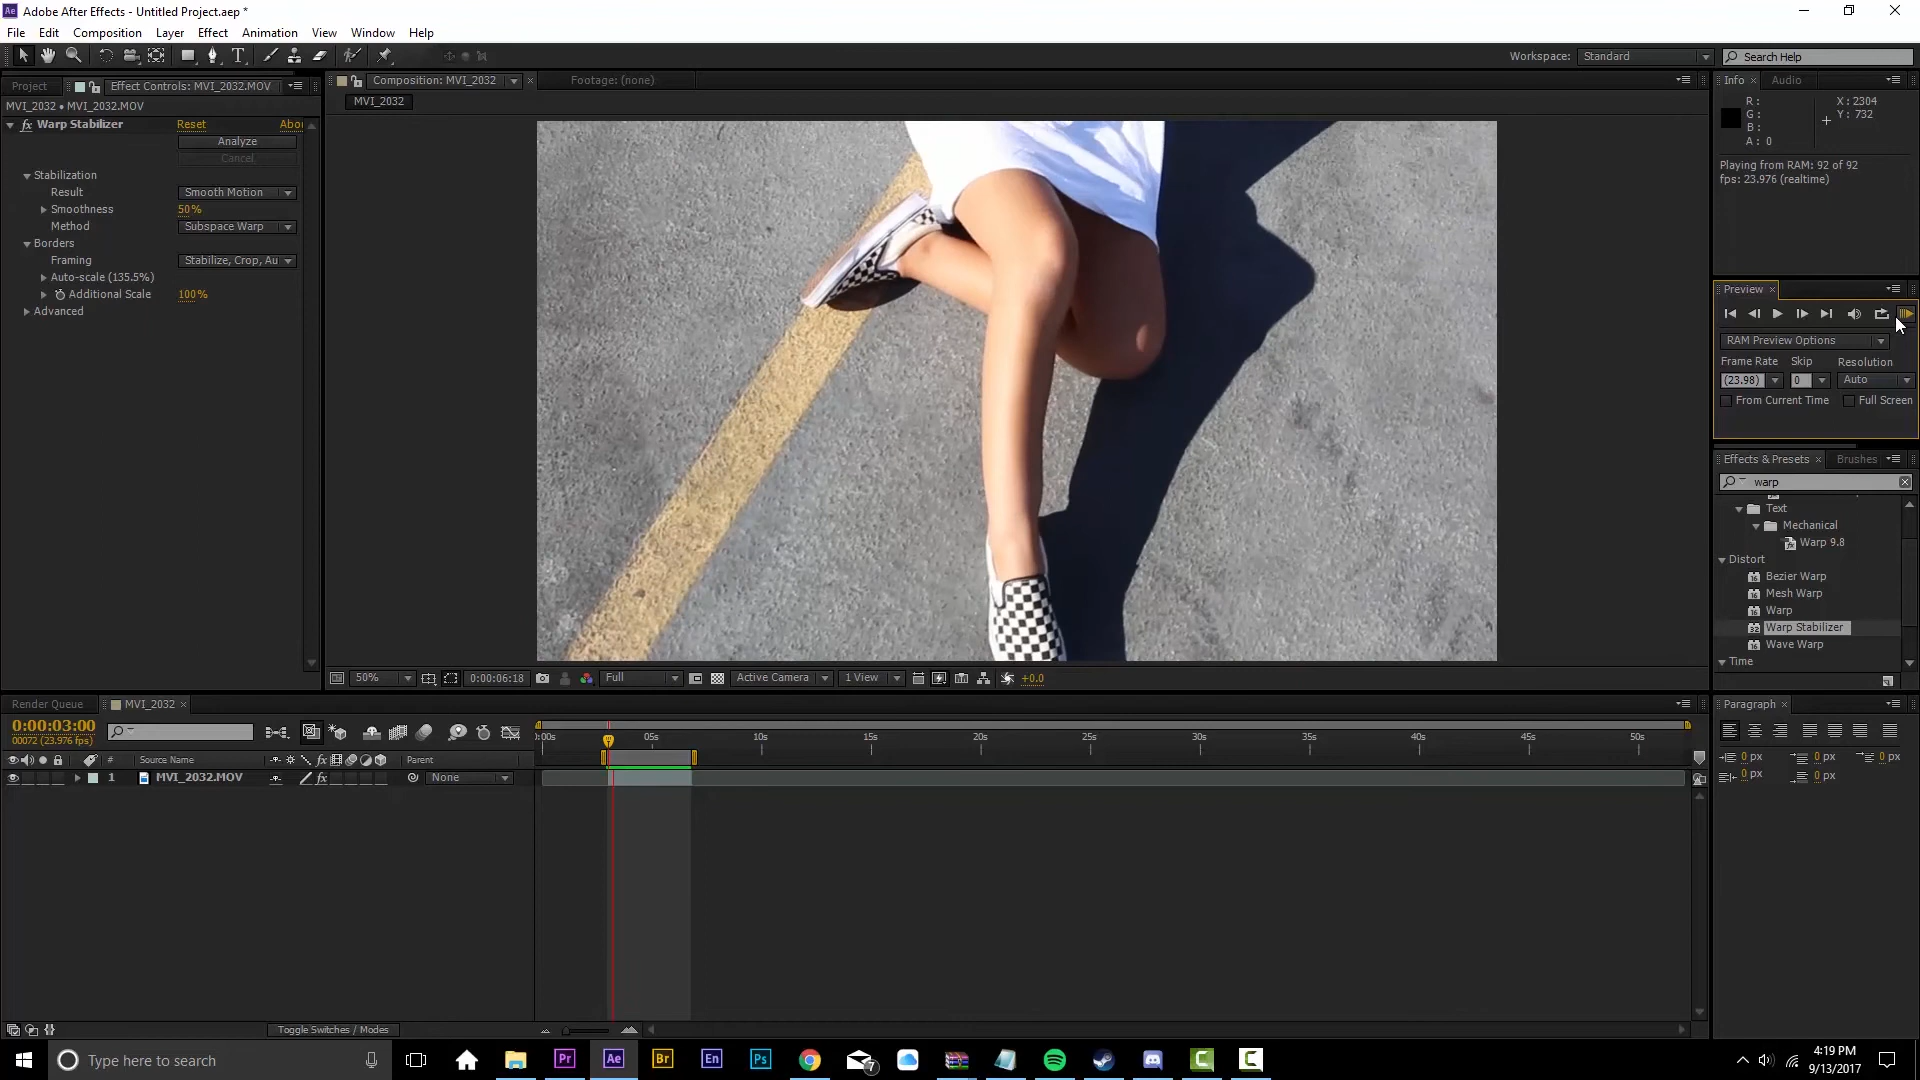 Adobe After Effects - Untitled Project.aep *
File Edit Composition Layer Effect Animation View Window Help
Workspace: Standard Search Help
Project Effect Controls: MVI_2032.MOV
MVI_2032 • MVI_2032.MOV
fx Warp Stabilizer Reset Abou
Analyze
Cancel
Stabilization
Result Smooth Motion
Smoothness 50%
Method Subspace Warp
Borders
Framing Stabilize, Crop, Au
Auto-scale (135.5%)
Additional Scale 100%
Advanced
Composition: MVI_2032 Footage: (none)
MVI_2032
50% 0:00:06:18 Full Active Camera 1 View +0.0
Info Audio
R: X: 2304
G: Y: 732
B:
A: 0
Playing from RAM: 92 of 92
fps: 23.976 (realtime)
Preview
RAM Preview Options
Frame Rate Skip Resolution
(23.98) 0 Auto
From Current Time Full Screen
Effects & Presets Brushes
warp
Text
Mechanical
Warp 9.8
Distort
Bezier Warp
Mesh Warp
Warp
Warp Stabilizer
Wave Warp
Time
Render Queue MVI_2032
0:00:03:00
00072 (23.976 fps)
# Source Name fx Parent
1 MVI_2032.MOV fx None
:00s 05s 10s 15s 20s 25s 30s 35s 40s 45s 50s
Toggle Switches / Modes
Paragraph
0 px 0 px 0 px
0 px 0 px
Type here to search
Pr Ae Br En Ps 7
4:19 PM
9/13/2017